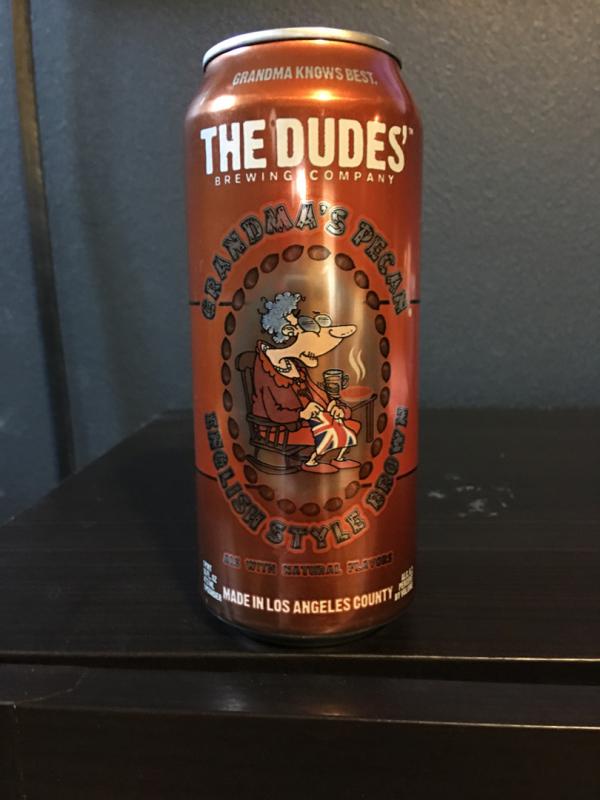 GRANDMA KNOWS BEST.
THE DUDES'™
BREWING COMPANY
GRANDMA'S PECAN
ENGLISH STYLE BROWN
ALE WITH NATURAL FLAVORS
MADE IN LOS ANGELES COUNTY